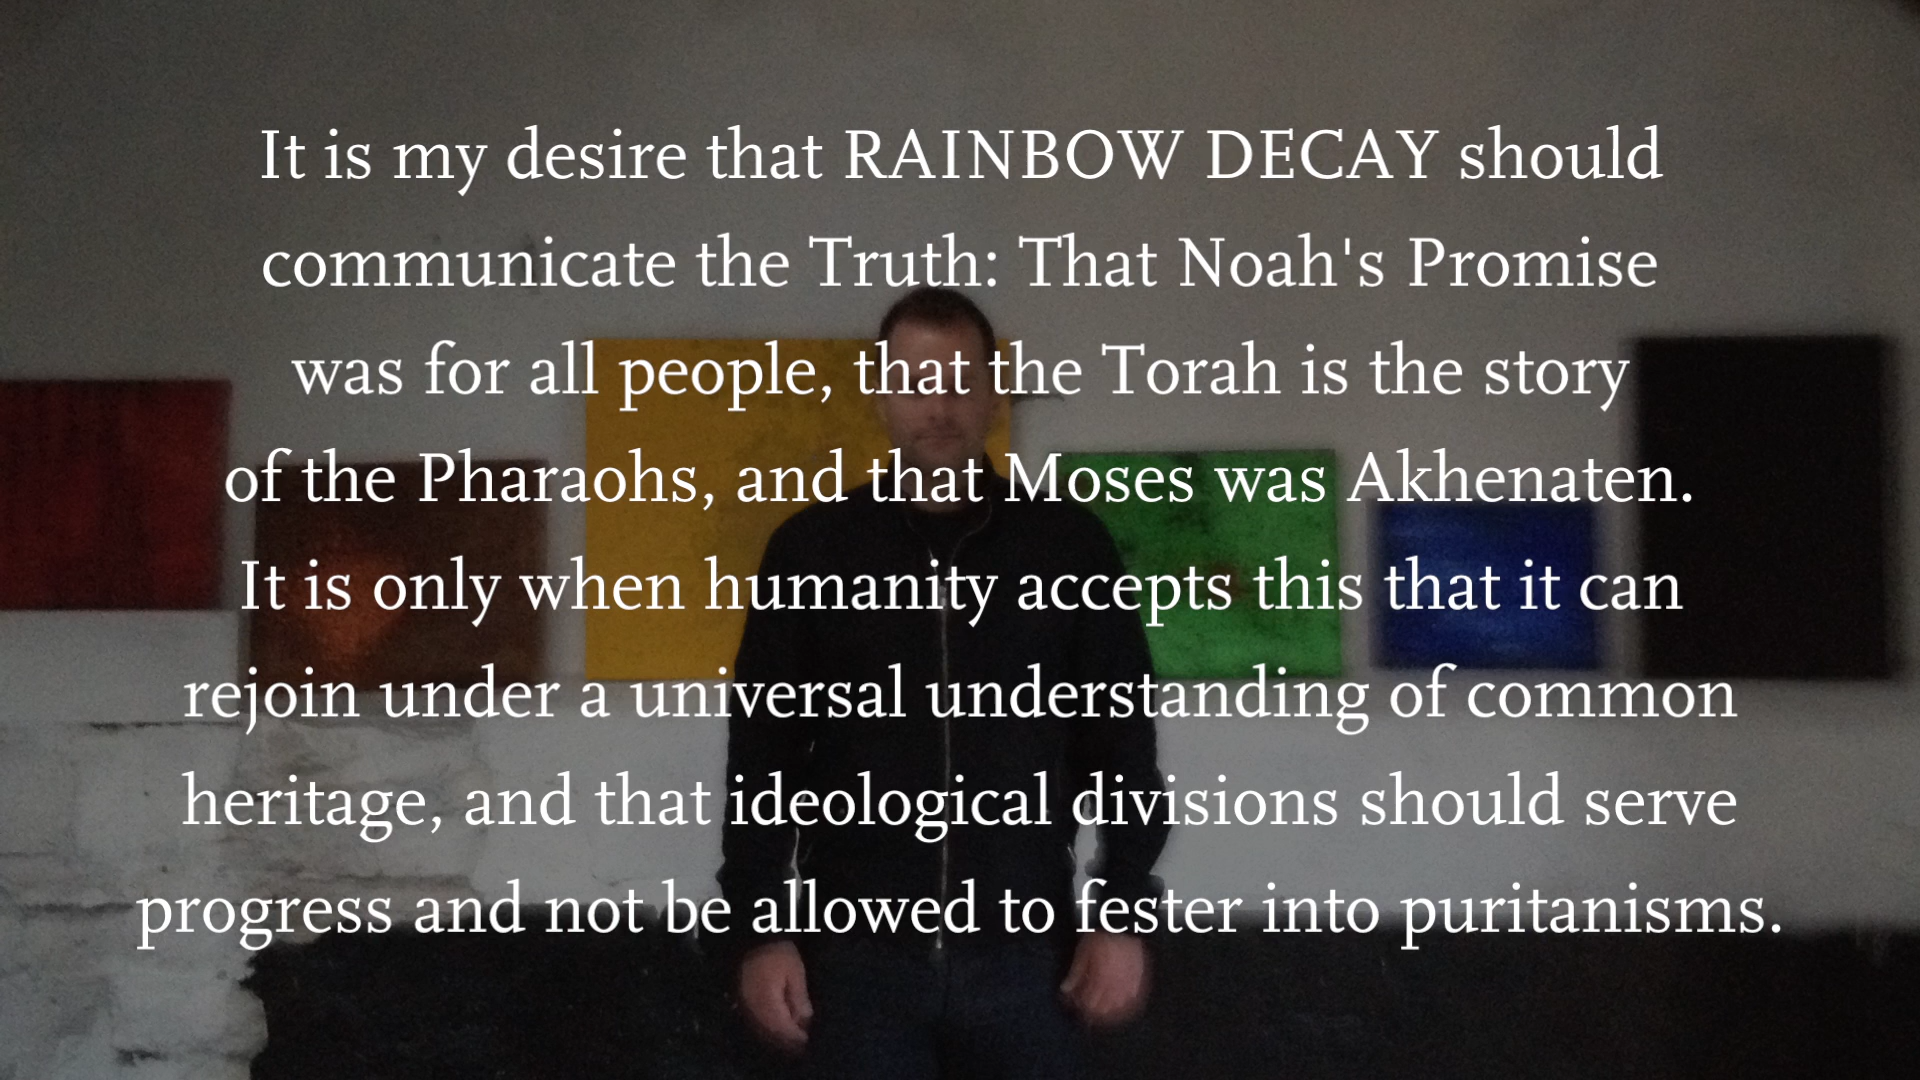 It is my desire that RAINBOW DECAY should
communicate the Truth: That Noah's Promise
was for all people, that the Torah is the story
of the Pharaohs, and that Moses was Akhenaten.
It is only when humanity accepts this that it can
rejoin under a universal understanding of common
heritage, and that ideological divisions should serve
progress and not be allowed to fester into puritanisms.